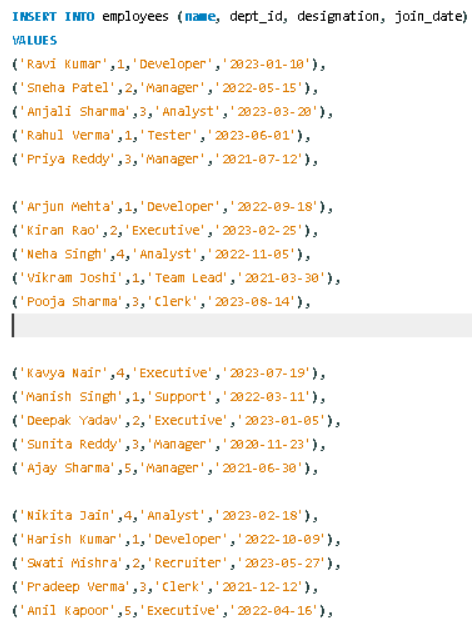 INSERT INTO employees (name, dept_id, designation, join_date)
VALUES
('Ravi Kumar',1,'Developer','2023-01-10'),
('Sneha Patel',2,'Manager','2022-05-15'),
('Anjali Sharma',3,'Analyst','2023-03-20'),
('Rahul Verma',1,'Tester','2023-06-01'),
('Priya Reddy',3,'Manager','2021-07-12'),
('Arjun Mehta',1,'Developer','2022-09-18'),
('Kiran Rao',2,'Executive','2023-02-25'),
('Neha Singh',4,'Analyst','2022-11-05'),
('Vikram Joshi',1,'Team Lead','2021-03-30'),
('Pooja Sharma',3,'Clerk','2023-08-14'),
('Kavya Nair',4,'Executive','2023-07-19'),
('Manish Singh',1,'Support','2022-03-11'),
('Deepak Yadav',2,'Executive','2023-01-05'),
('Sunita Reddy',3,'Manager','2020-11-23'),
('Ajay Sharma',5,'Manager','2021-06-30'),
('Nikita Jain',4,'Analyst','2023-02-18'),
('Harish Kumar',1,'Developer','2022-10-09'),
('Swati Mishra',2,'Recruiter','2023-05-27'),
('Pradeep Verma',3,'Clerk','2021-12-12'),
('Anil Kapoor',5,'Executive','2022-04-16'),